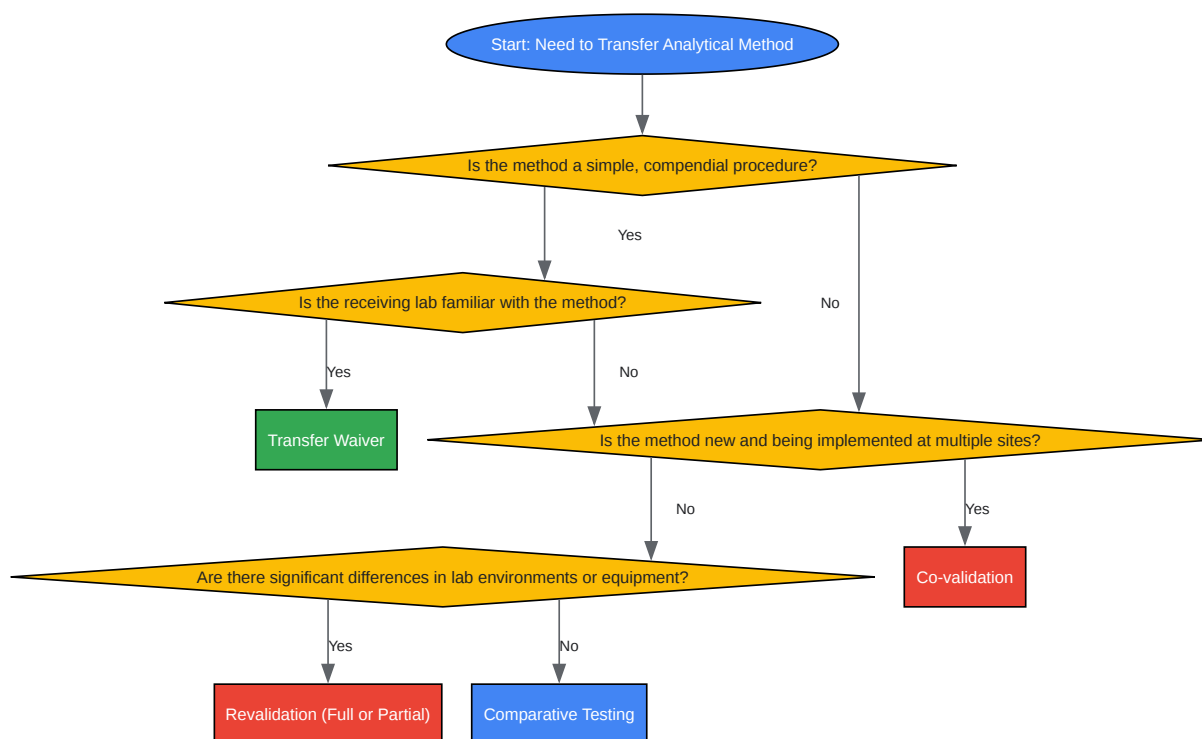 Start: Need to Transfer Analytical Method
Is the method a simple, compendial procedure?
Yes
Is the receiving lab familiar with the method?
No
Yes
No
Transfer Waiver
Is the method new and being implemented at multiple sites?
No
Yes
Are there significant differences in lab environments or equipment?
Co-validation
Yes
No
Revalidation (Full or Partial)
Comparative Testing